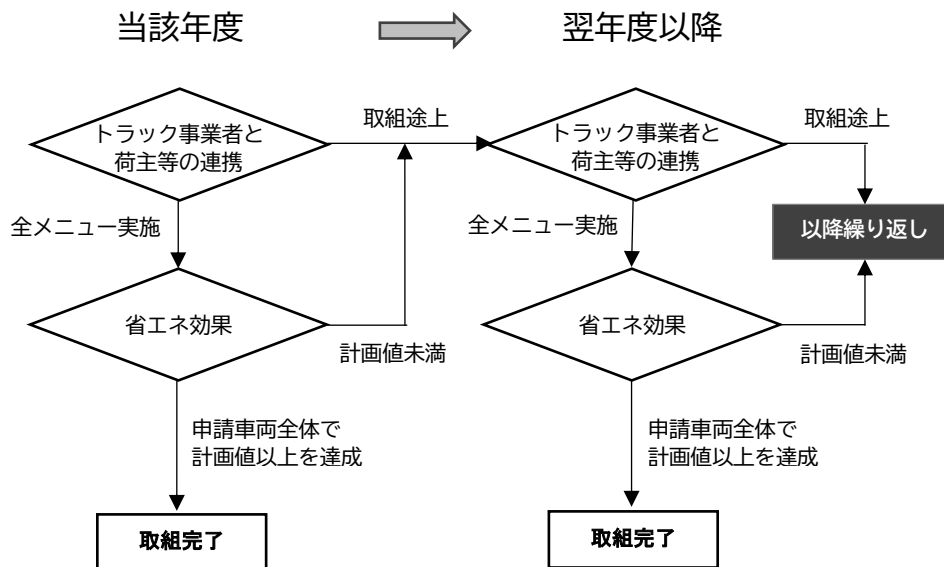 当該年度
翌年度以降
トラック事業者と
荷主等の連携
取組途上
トラック事業者と
荷主等の連携
取組途上
全メニュー実施
全メニュー実施
以降繰り返し
省エネ効果
計画値未満
省エネ効果
計画値未満
申請車両全体で
計画値以上を達成
申請車両全体で
計画値以上を達成
取組完了
取組完了